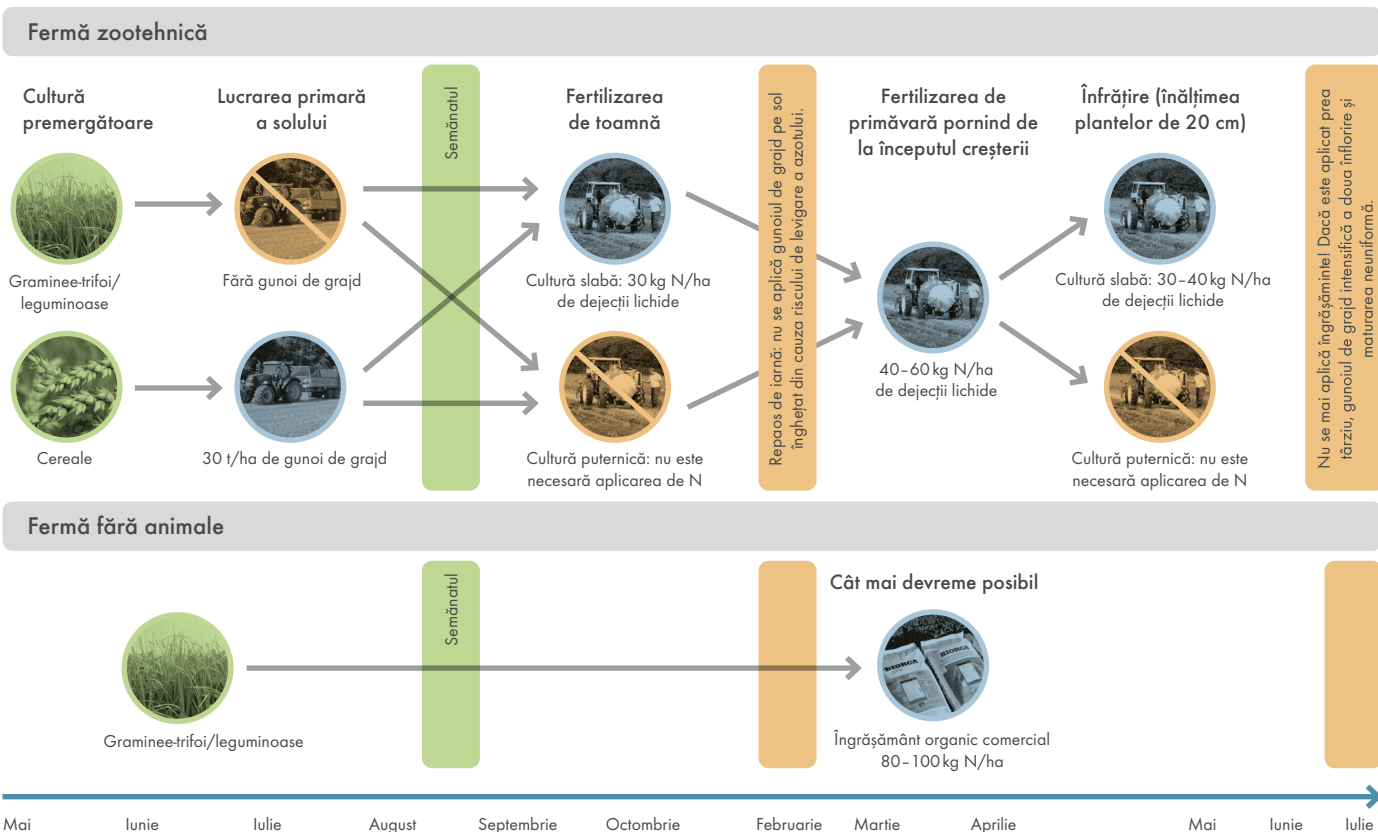 Fermă zootehnică
Cultură
premergătoare
Lucrarea primară
a solului
Semănatul
Fertilizarea
de toamnă
Repaos de iarnă: nu se aplică gunoiul de grajd pe sol
înghețat din cauza riscului de levigare a azotului.
Fertilizarea de
primăvară pornind de
la începutul creșterii
Înfrățire (înălțimea
plantelor de 20 cm)
Nu se mai aplică îngrășăminte! Dacă este aplicat prea
târziu, gunoiul de grajd intensifică a doua înflorire și
maturarea neuniformă.
Graminee-trifoi/
leguminoase
Fără gunoi de grajd
Cultură slabă: 30 kg N/ha
de dejecții lichide
Cultură slabă: 30–40 kg N/ha
de dejecții lichide
40–60 kg N/ha
de dejecții lichide
Cereale
30 t/ha de gunoi de grajd
Cultură puternică: nu este
necesară aplicarea de N
Cultură puternică: nu este
necesară aplicarea de N
Fermă fără animale
Semănatul
Cât mai devreme posibil
BIORGA
BIORGA
Graminee-trifoi/leguminoase
Îngrășământ organic comercial
80–100 kg N/ha
Mai Iunie Iulie August Septembrie Octombrie Februarie Martie Aprilie Mai Iunie Iulie